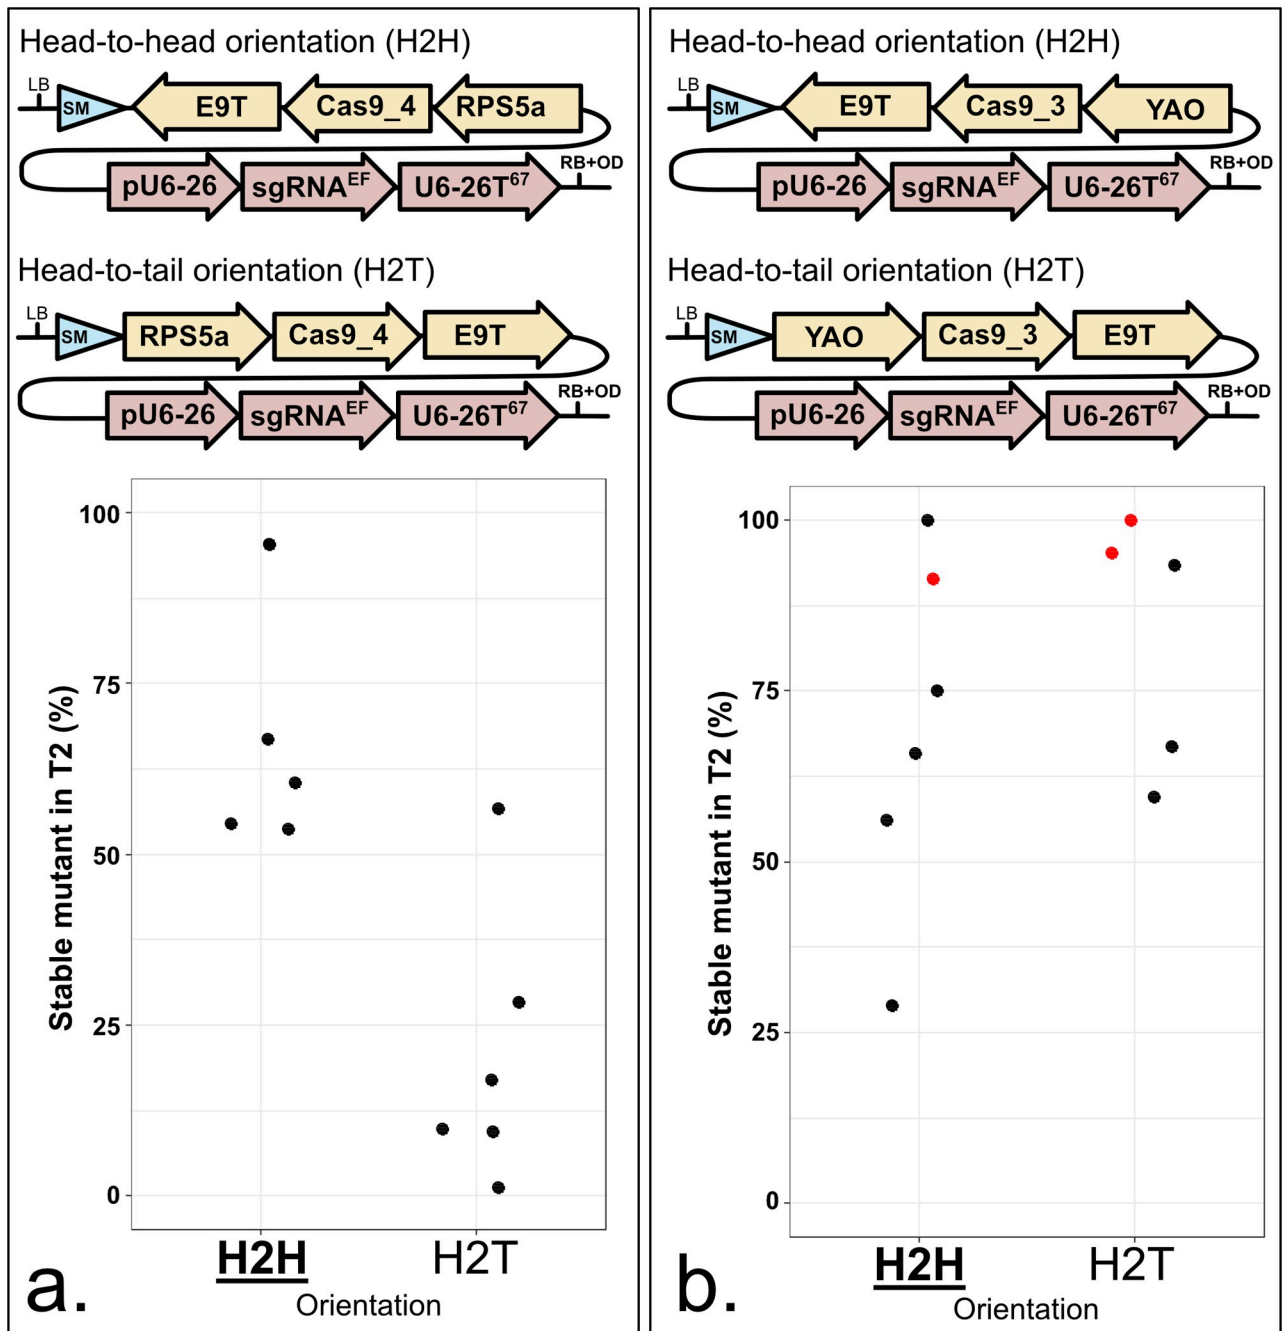 Head-to-head orientation (H2H)
LB
SM E9T Cas9_4 RPS5a
pU6-26 sgRNA^EF U6-26T^67 RB+OD
Head-to-tail orientation (H2T)
LB
SM RPS5a Cas9_4 E9T
pU6-26 sgRNA^EF U6-26T^67 RB+OD
Stable mutant in T2 (%)
100
75
50
25
0
H2H H2T
Orientation
a.
Head-to-head orientation (H2H)
LB
SM E9T Cas9_3 YAO
pU6-26 sgRNA^EF U6-26T^67 RB+OD
Head-to-tail orientation (H2T)
LB
SM YAO Cas9_3 E9T
pU6-26 sgRNA^EF U6-26T^67 RB+OD
Stable mutant in T2 (%)
100
75
50
25
0
H2H H2T
Orientation
b.